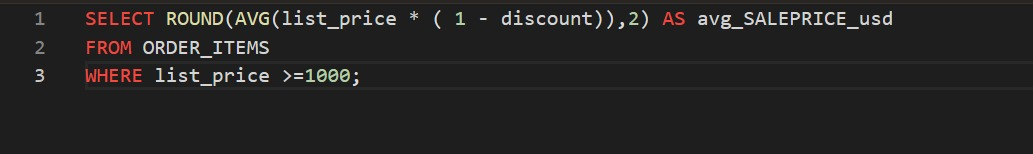 1 SELECT ROUND(AVG(list_price * ( 1 - discount)),2) AS avg_SALEPRICE_usd
2 FROM ORDER_ITEMS
3 WHERE list_price >=1000;